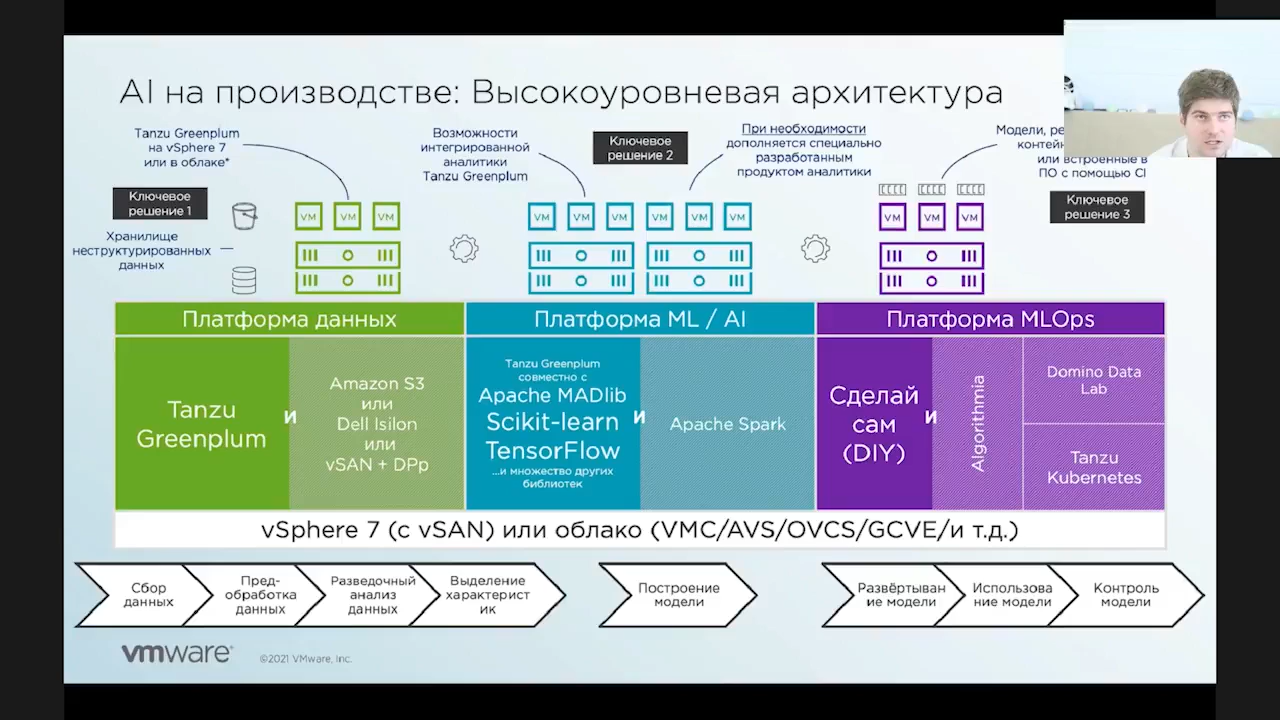 AI на производстве: Высокоуровневая архитектура
Tanzu Greenplum
на vSphere 7
или в облаке*
Ключевое
решение 1
Хранилище
неструктурированных
данных
VM VM VM
Возможности
интегрированной
аналитики
Tanzu Greenplum
Ключевое
решение 2
При необходимости
дополняется специально
разработанным
продуктом аналитики
VM VM VM VM VM VM
Модели,
или встроенные в
ПО с помощью CI
Ключевое
решение 3
VM VM VM
Платформа данных
Платформа ML / AI
Платформа MLOps
Tanzu
Greenplum
и
Amazon S3
или
Dell Isilon
или
vSAN + DPp
Tanzu Greenplum
совместно с
Apache MADlib
Scikit-learn
TensorFlow
...и множество других
библиотек
и
Apache Spark
Сделай
сам
(DIY)
и
Algorithmia
Domino Data
Lab
Tanzu
Kubernetes
vSphere 7 (с vSAN) или облако (VMC/AVS/OVCS/GCVE/и т.д.)
Сбор
данных
Пред-
обработка
данных
Разведочный
анализ
данных
Выделение
характерист
ик
Построение
модели
Развёртыван
ие модели
Использова
ние модели
Контроль
модели
vmware®
©2021 VMware, Inc.